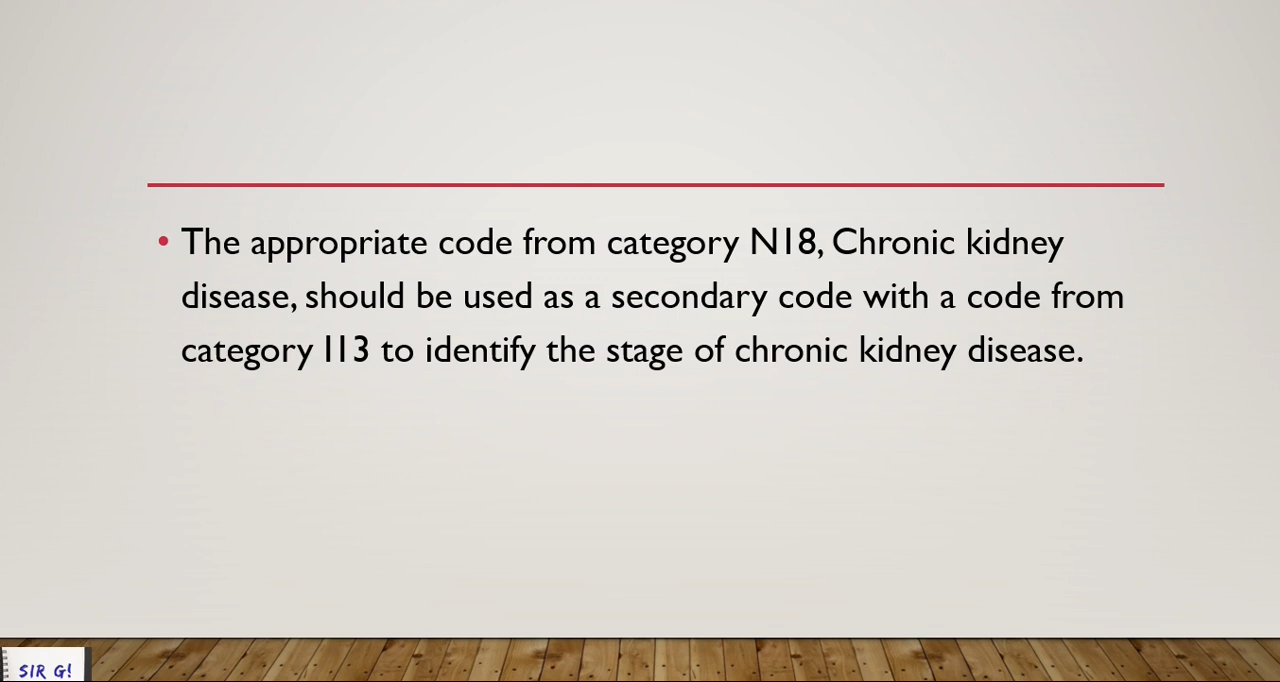 • The appropriate code from category N18, Chronic kidney
disease, should be used as a secondary code with a code from
category I13 to identify the stage of chronic kidney disease.
SIR G!